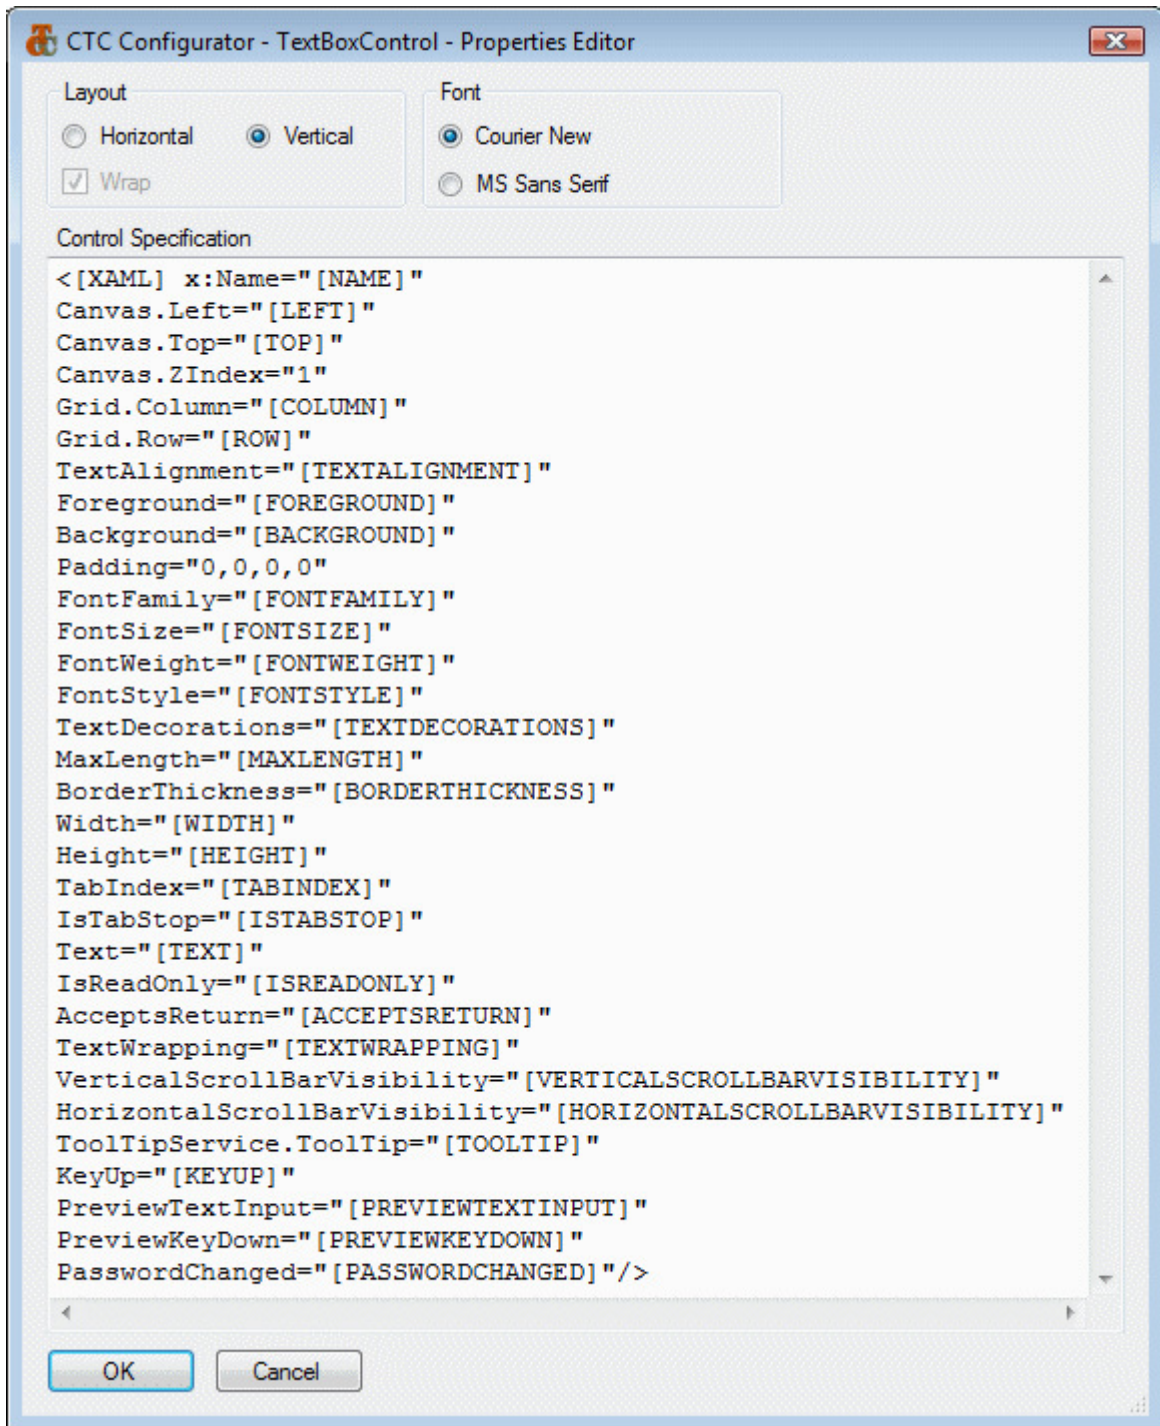 CTC Configurator - TextBoxControl - Properties Editor
Layout
Font
Horizontal
Vertical
Courier New
Wrap
MS Sans Serif
Control Specification
<[XAML] x:Name="[NAME]"
Canvas.Left="[LEFT]"
Canvas.Top="[TOP]"
Canvas.ZIndex="1"
Grid.Column="[COLUMN]"
Grid.Row="[ROW]"
TextAlignment="[TEXTALIGNMENT]"
Foreground="[FOREGROUND]"
Background="[BACKGROUND]"
Padding="0,0,0,0"
FontFamily="[FONTFAMILY]"
FontSize="[FONTSIZE]"
FontWeight="[FONTWEIGHT]"
FontStyle="[FONTSTYLE]"
TextDecorations="[TEXTDECORATIONS]"
MaxLength="[MAXLENGTH]"
BorderThickness="[BORDERTHICKNESS]"
Width="[WIDTH]"
Height="[HEIGHT]"
TabIndex="[TABINDEX]"
IsTabStop="[ISTABSTOP]"
Text="[TEXT]"
IsReadOnly="[ISREADONLY]"
AcceptsReturn="[ACCEPTSRETURN]"
TextWrapping="[TEXTWRAPPING]"
VerticalScrollBarVisibility="[VERTICALSCROLLBARVISIBILITY]"
HorizontalScrollBarVisibility="[HORIZONTALSCROLLBARVISIBILITY]"
ToolTipService.ToolTip="[TOOLTIP]"
KeyUp="[KEYUP]"
PreviewTextInput="[PREVIEWTEXTINPUT]"
PreviewKeyDown="[PREVIEWKEYDOWN]"
PasswordChanged="[PASSWORDCHANGED]"/>
OK
Cancel